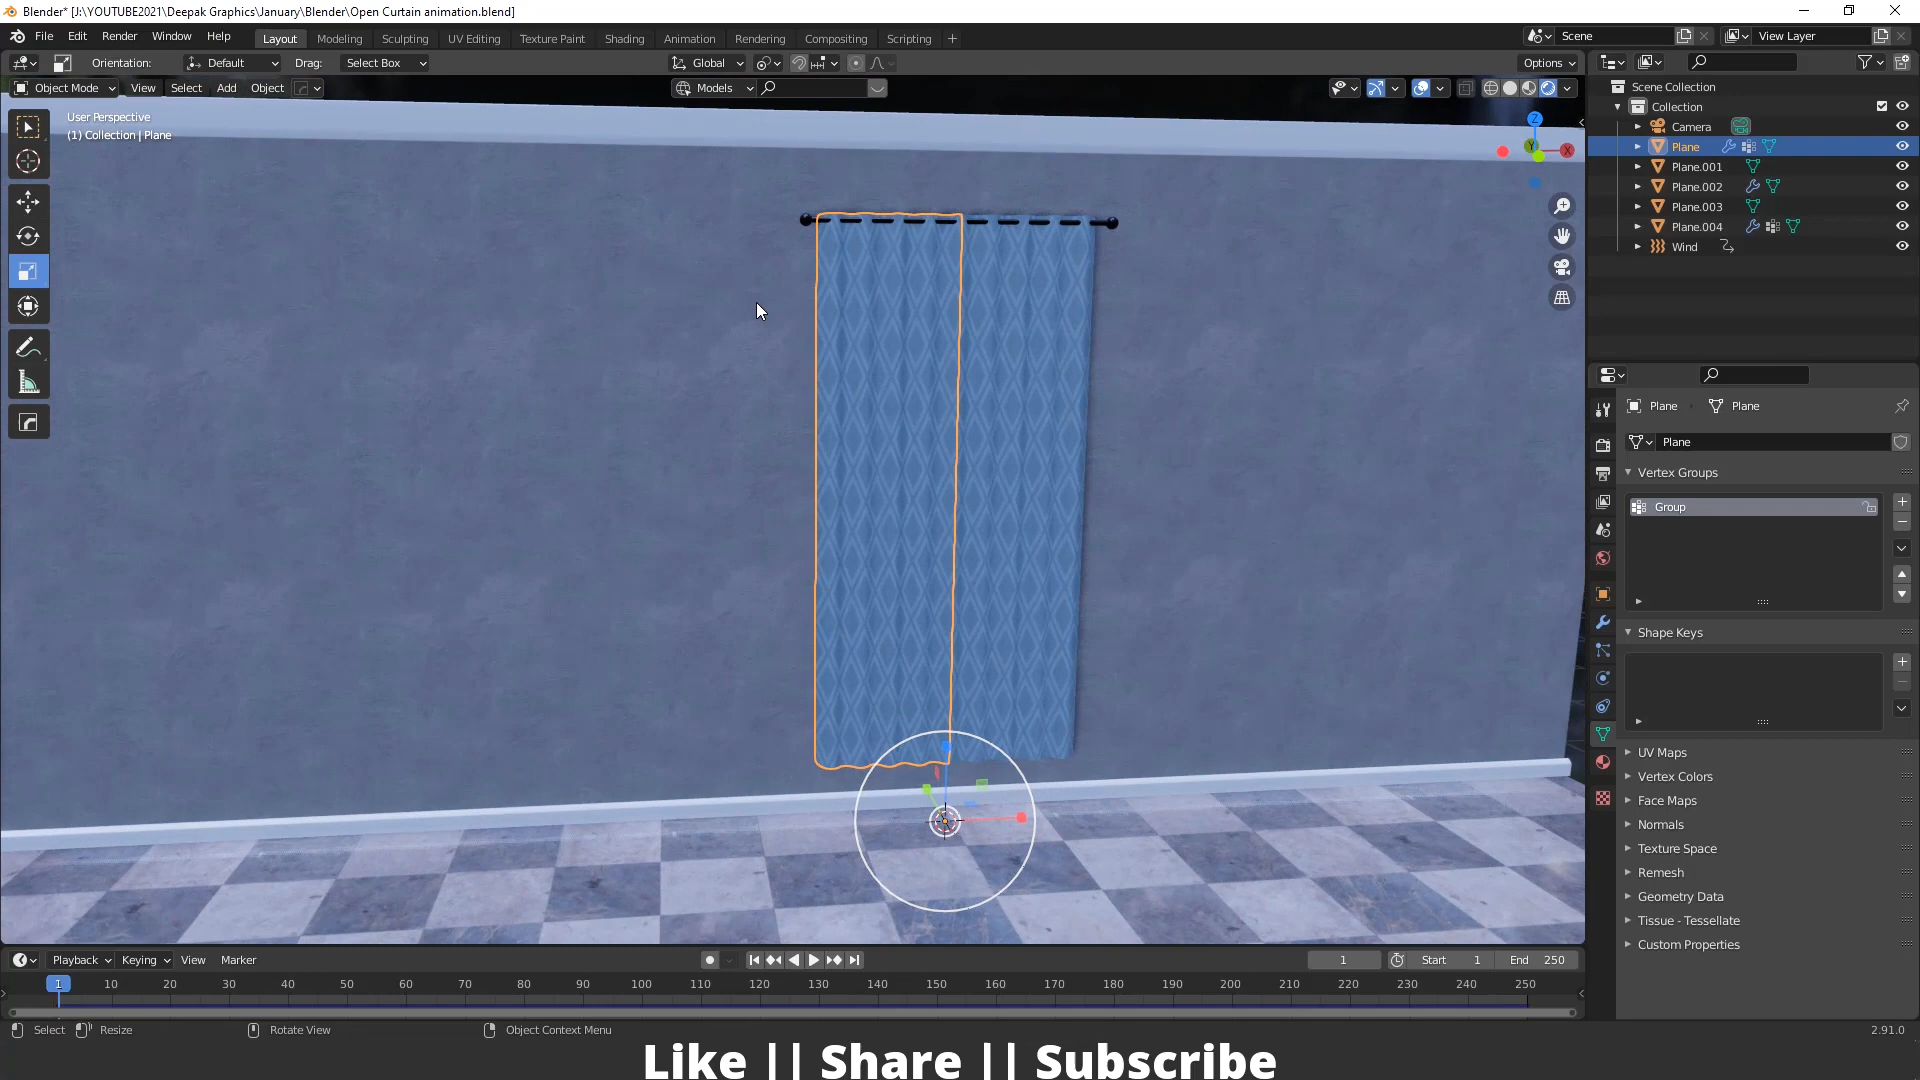 Blender* [J:\YOUTUBE2021\Deepak Graphics\January\Blender\Open Curtain animation.blend]
File Edit Render Window Help Layout Modeling Sculpting UV Editing Texture Paint Shading Animation Rendering Compositing Scripting + Scene View Layer
Orientation: Default Drag: Select Box Global Options
Object Mode View Select Add Object Models
User Perspective
(1) Collection | Plane
Z
Y
X
Scene Collection
Collection
Camera
Plane
Plane.001
Plane.002
Plane.003
Plane.004
Wind
Plane Plane
Plane
Vertex Groups
Group
Shape Keys
UV Maps
Vertex Colors
Face Maps
Normals
Texture Space
Remesh
Geometry Data
Tissue - Tessellate
Custom Properties
Playback Keying View Marker 1 Start 1 End 250
1 10 20 30 40 50 60 70 80 90 100 110 120 130 140 150 160 170 180 190 200 210 220 230 240 250
Select Resize Rotate View Object Context Menu 2.91.0
Like || Share || Subscribe